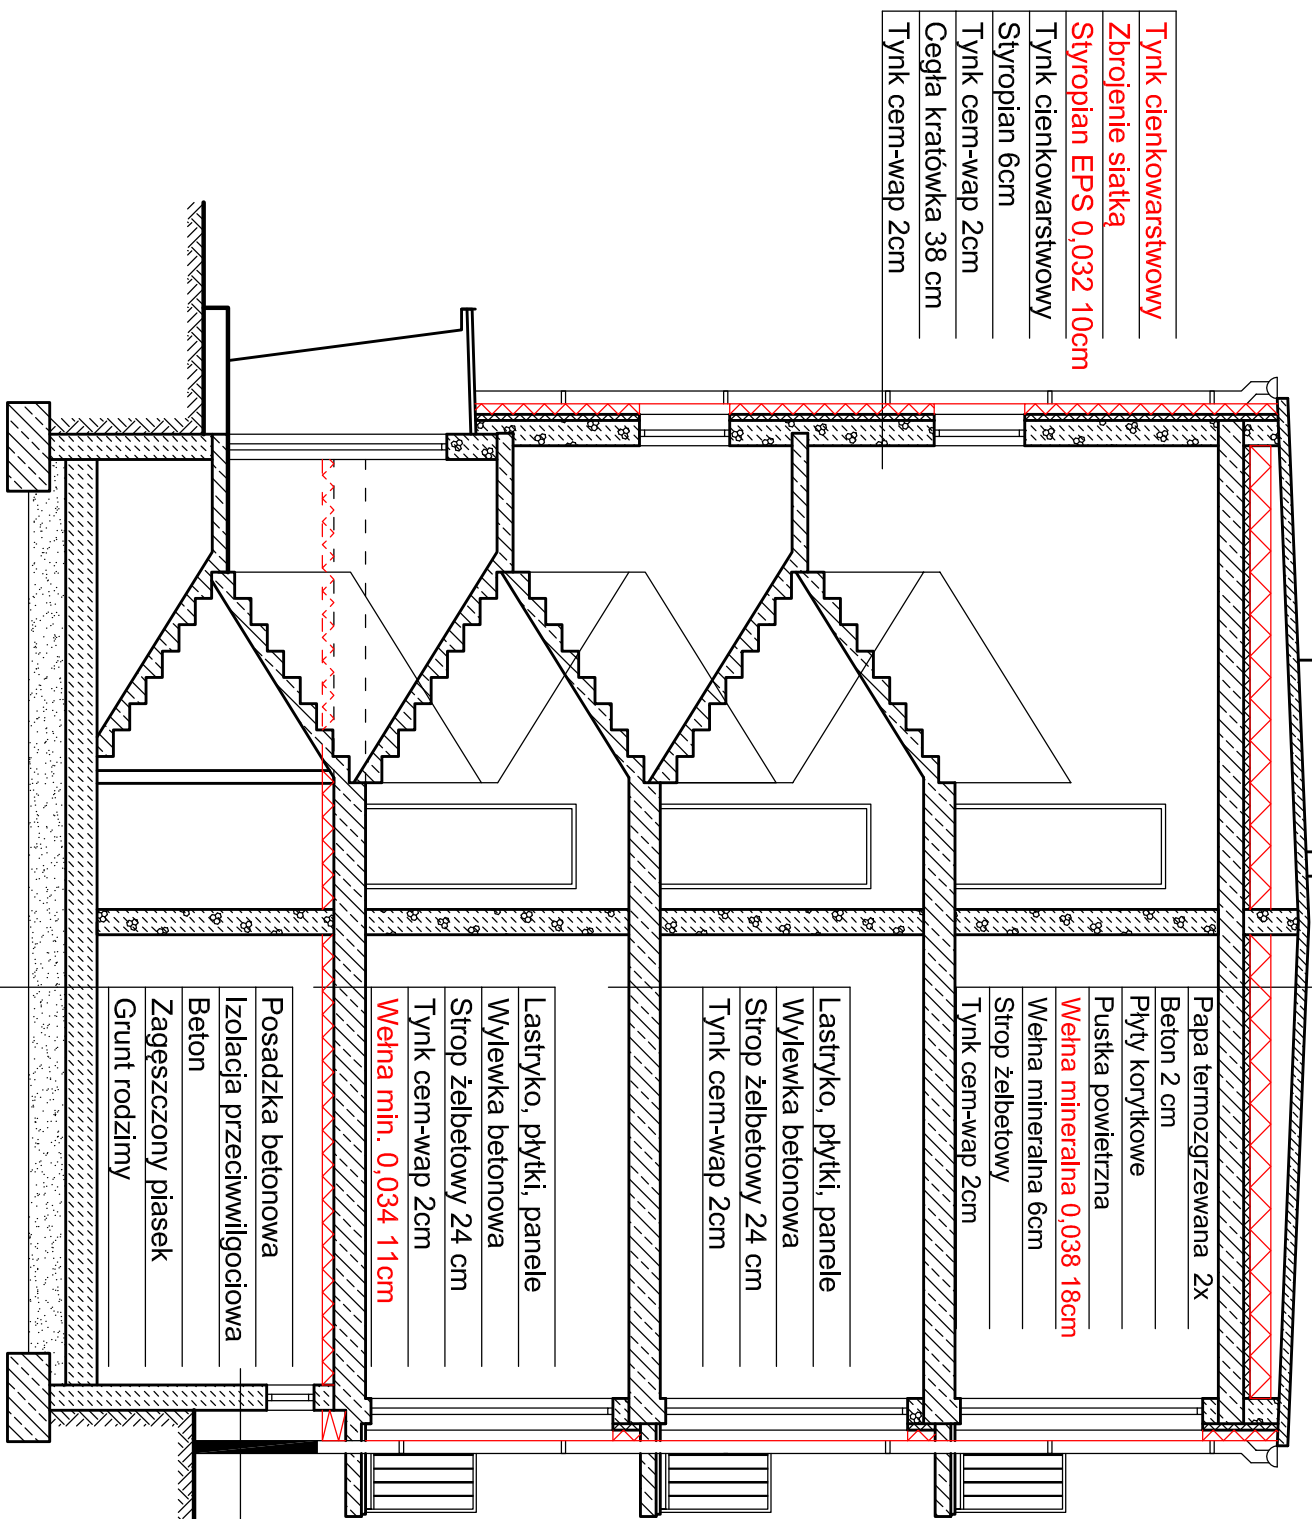 Tynk cienkowarstwowy
Zbrojenie siatką
Styropian EPS 0,032 10cm
Tynk cienkowarstwowy
Styropian 6cm
Tynk cem-wap 2cm
Cegła kratówka 38 cm
Tynk cem-wap 2cm
Papa termozgrzewana 2x
Beton 2 cm
Płyty korytkowe
Pustka powietrzna
Wełna mineralna 0,038 18cm
Wełna mineralna 6cm
Strop żelbetowy
Tynk cem-wap 2cm
Lastryko, płytki, panele
Wylewka betonowa
Strop żelbetowy 24 cm
Tynk cem-wap 2cm
Lastryko, płytki, panele
Wylewka betonowa
Strop żelbetowy 24 cm
Tynk cem-wap 2cm
Wełna min. 0,034 11cm
Posadzka betonowa
Izolacja przeciwwilgociowa
Beton
Zagęszczony piasek
Grunt rodzimy